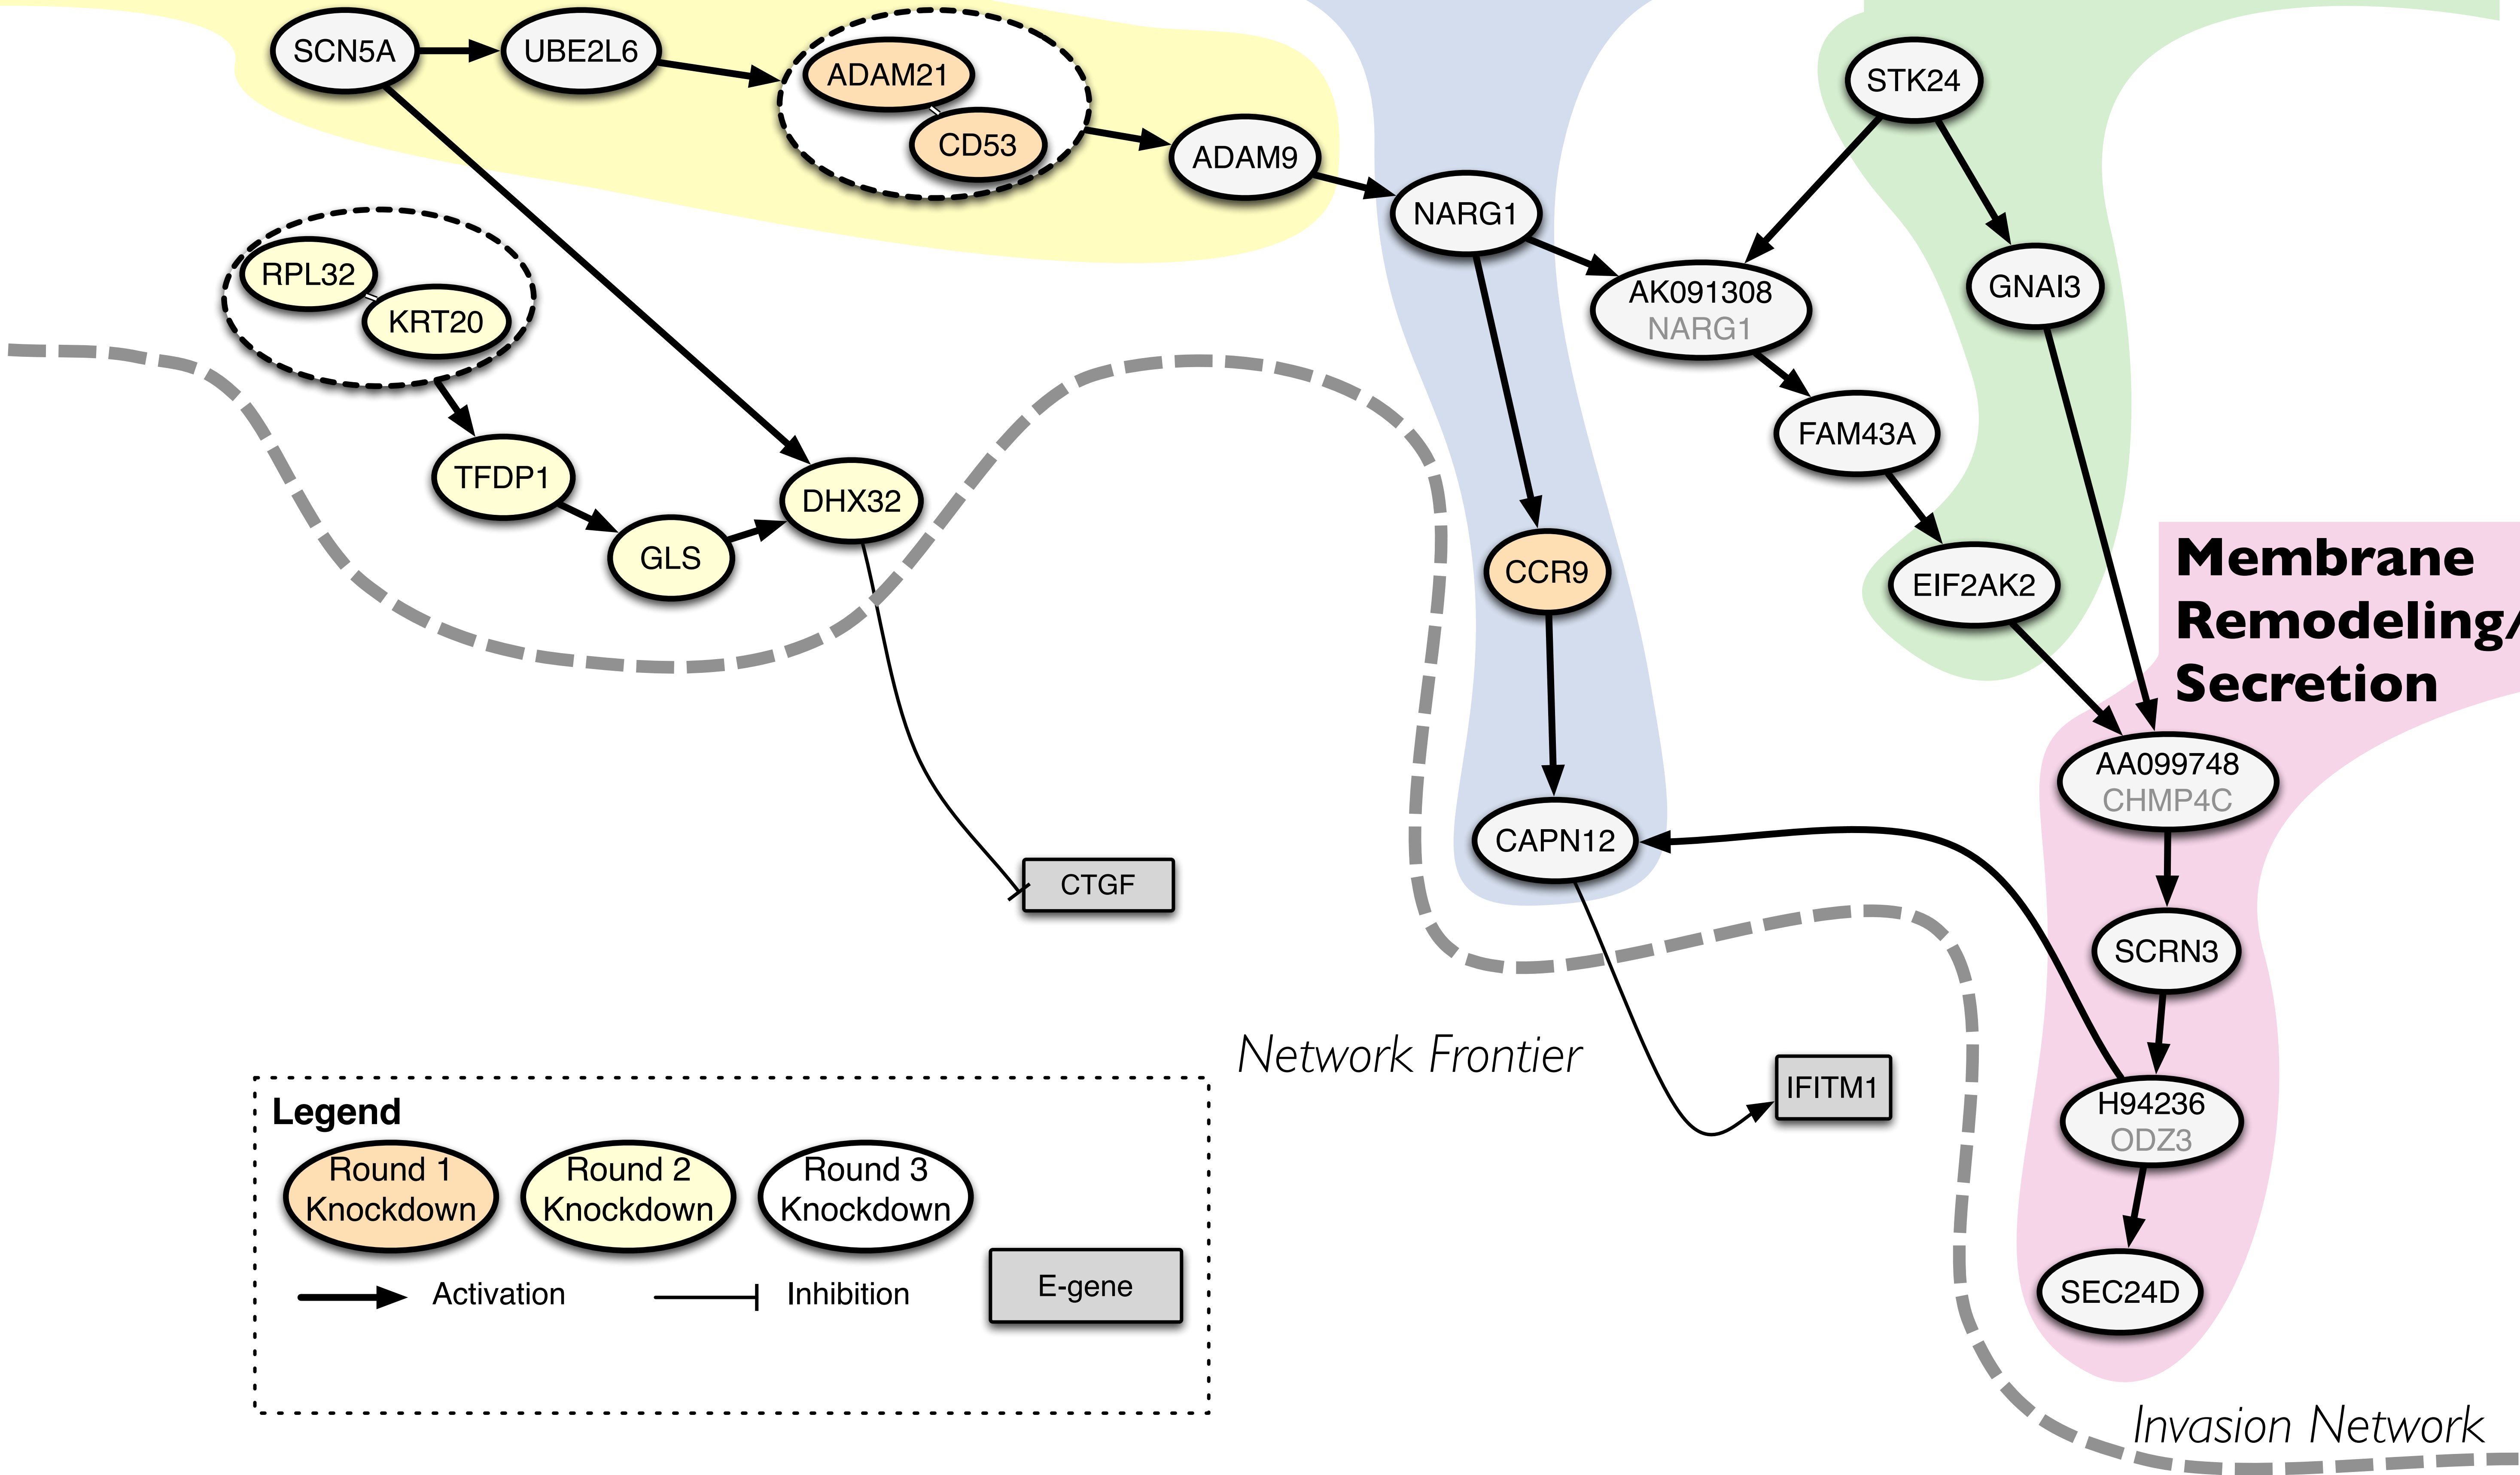 SCN5A
UBE2L6
ADAM21
CD53
ADAM9
NARG1
STK24
GNAI3
AK091308
NARG1
RPL32
KRT20
FAM43A
TFDP1
GLS
DHX32
CCR9
EIF2AK2
Membrane
Remodeling/
Secretion
AA099748
CHMP4C
CAPN12
CTGF
SCRN3
Network Frontier
IFITM1
H94236
ODZ3
SEC24D
Legend
Round 1
Knockdown
Round 2
Knockdown
Round 3
Knockdown
Activation
Inhibition
E-gene
Invasion Network